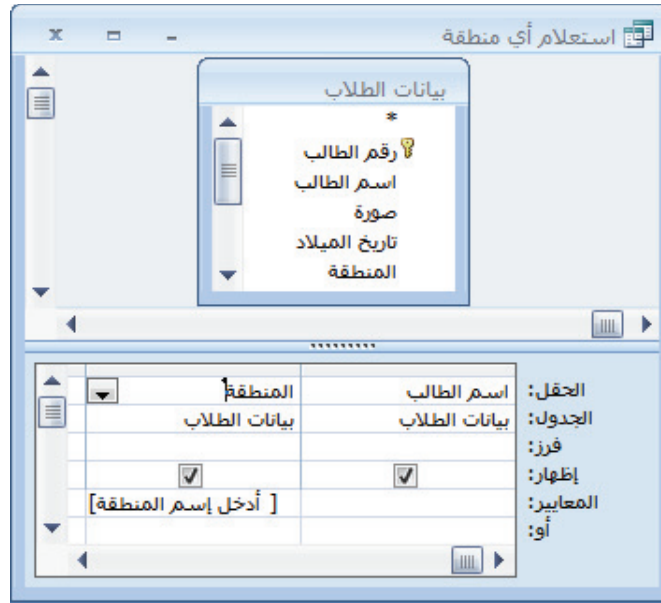 استعلام أي منطقة
بيانات الطلاب
*
رقم الطالب
اسم الطالب
صورة
تاريخ الميلاد
المنطقة
الحقل: اسم الطالب المنطقة
الجدول: بيانات الطلاب بيانات الطلاب
فرز:
إظهار:
المعايير: [ أدخل إسم المنطقة]
أو: